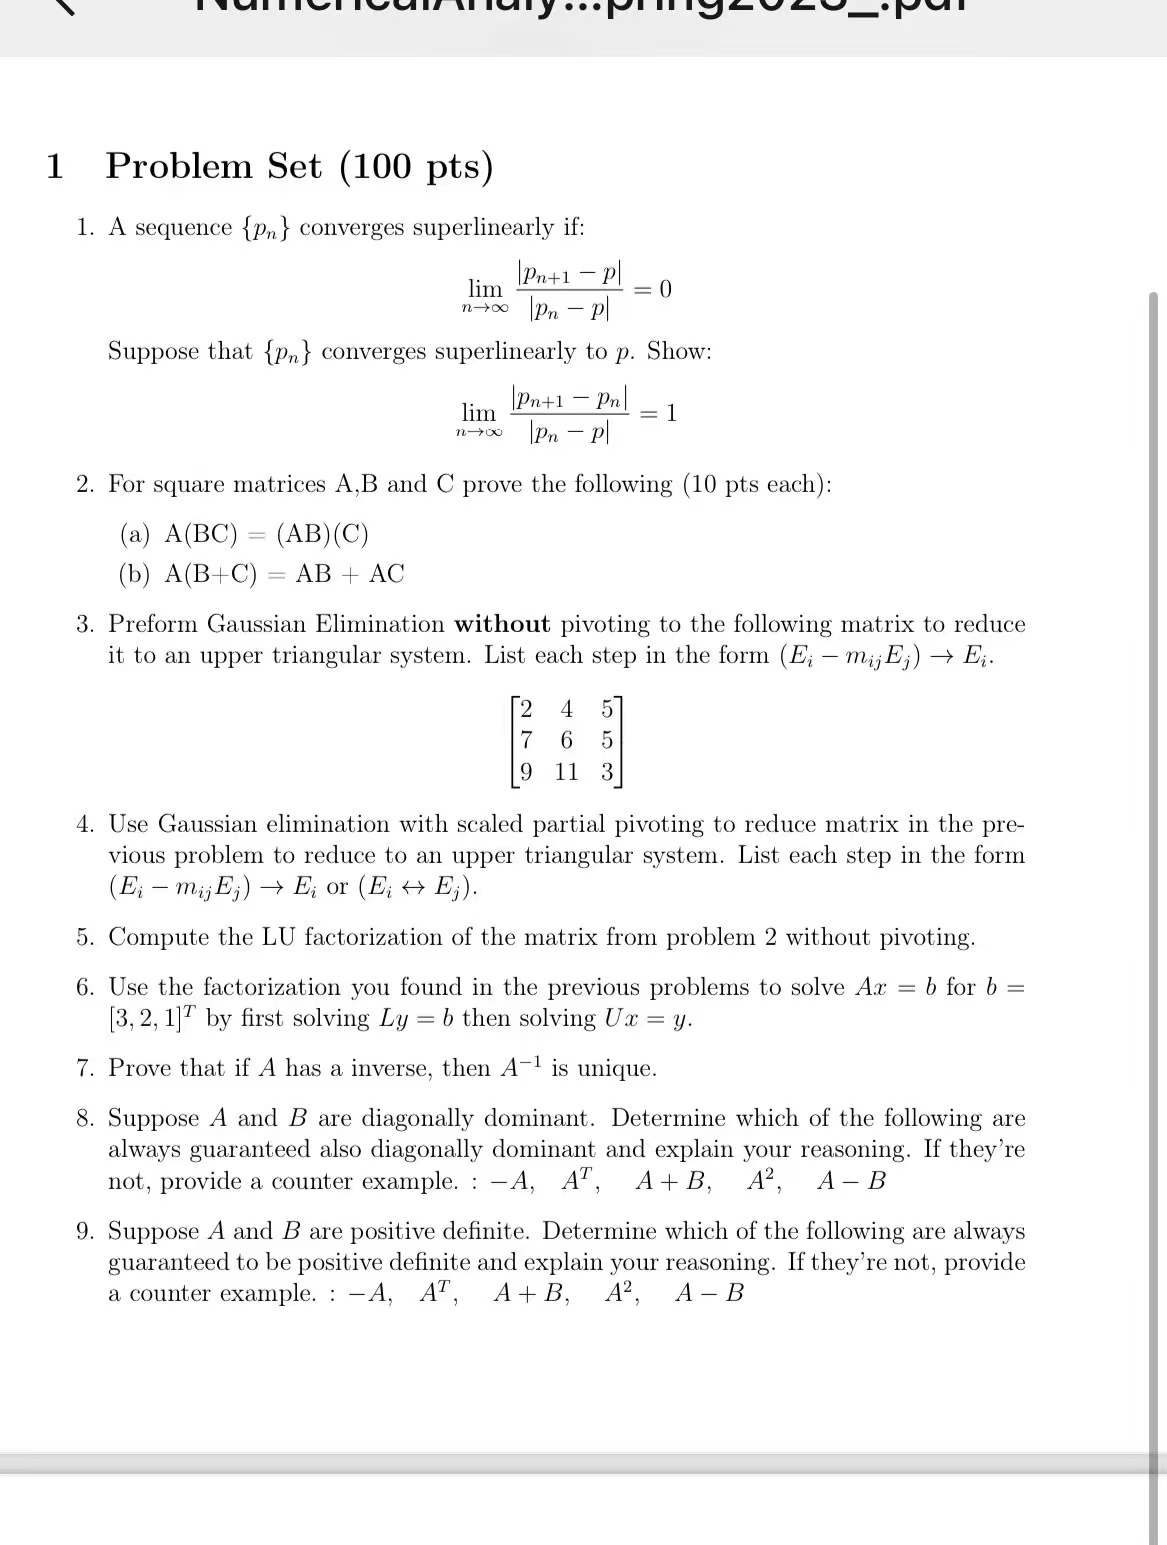 NumericalAnaly...pring2023_.pdf
1 Problem Set (100 pts)
1. A sequence {pₙ} converges superlinearly if:
lim_{n→∞} |pₙ₊₁ − p| / |pₙ − p| = 0
Suppose that {pₙ} converges superlinearly to p. Show:
lim_{n→∞} |pₙ₊₁ − pₙ| / |pₙ − p| = 1
2. For square matrices A,B and C prove the following (10 pts each):
(a) A(BC) = (AB)(C)
(b) A(B+C) = AB + AC
3. Preform Gaussian Elimination without pivoting to the following matrix to reduce
it to an upper triangular system. List each step in the form (Eᵢ − mᵢⱼEⱼ) → Eᵢ.
2 4 5
7 6 5
9 11 3
4. Use Gaussian elimination with scaled partial pivoting to reduce matrix in the pre-
vious problem to reduce to an upper triangular system. List each step in the form
(Eᵢ − mᵢⱼEⱼ) → Eᵢ or (Eᵢ ↔ Eⱼ).
5. Compute the LU factorization of the matrix from problem 2 without pivoting.
6. Use the factorization you found in the previous problems to solve Ax = b for b =
[3, 2, 1]ᵀ by first solving Ly = b then solving Ux = y.
7. Prove that if A has a inverse, then A⁻¹ is unique.
8. Suppose A and B are diagonally dominant. Determine which of the following are
always guaranteed also diagonally dominant and explain your reasoning. If they're
not, provide a counter example. : −A, Aᵀ, A + B, A², A − B
9. Suppose A and B are positive definite. Determine which of the following are always
guaranteed to be positive definite and explain your reasoning. If they're not, provide
a counter example. : −A, Aᵀ, A + B, A², A − B